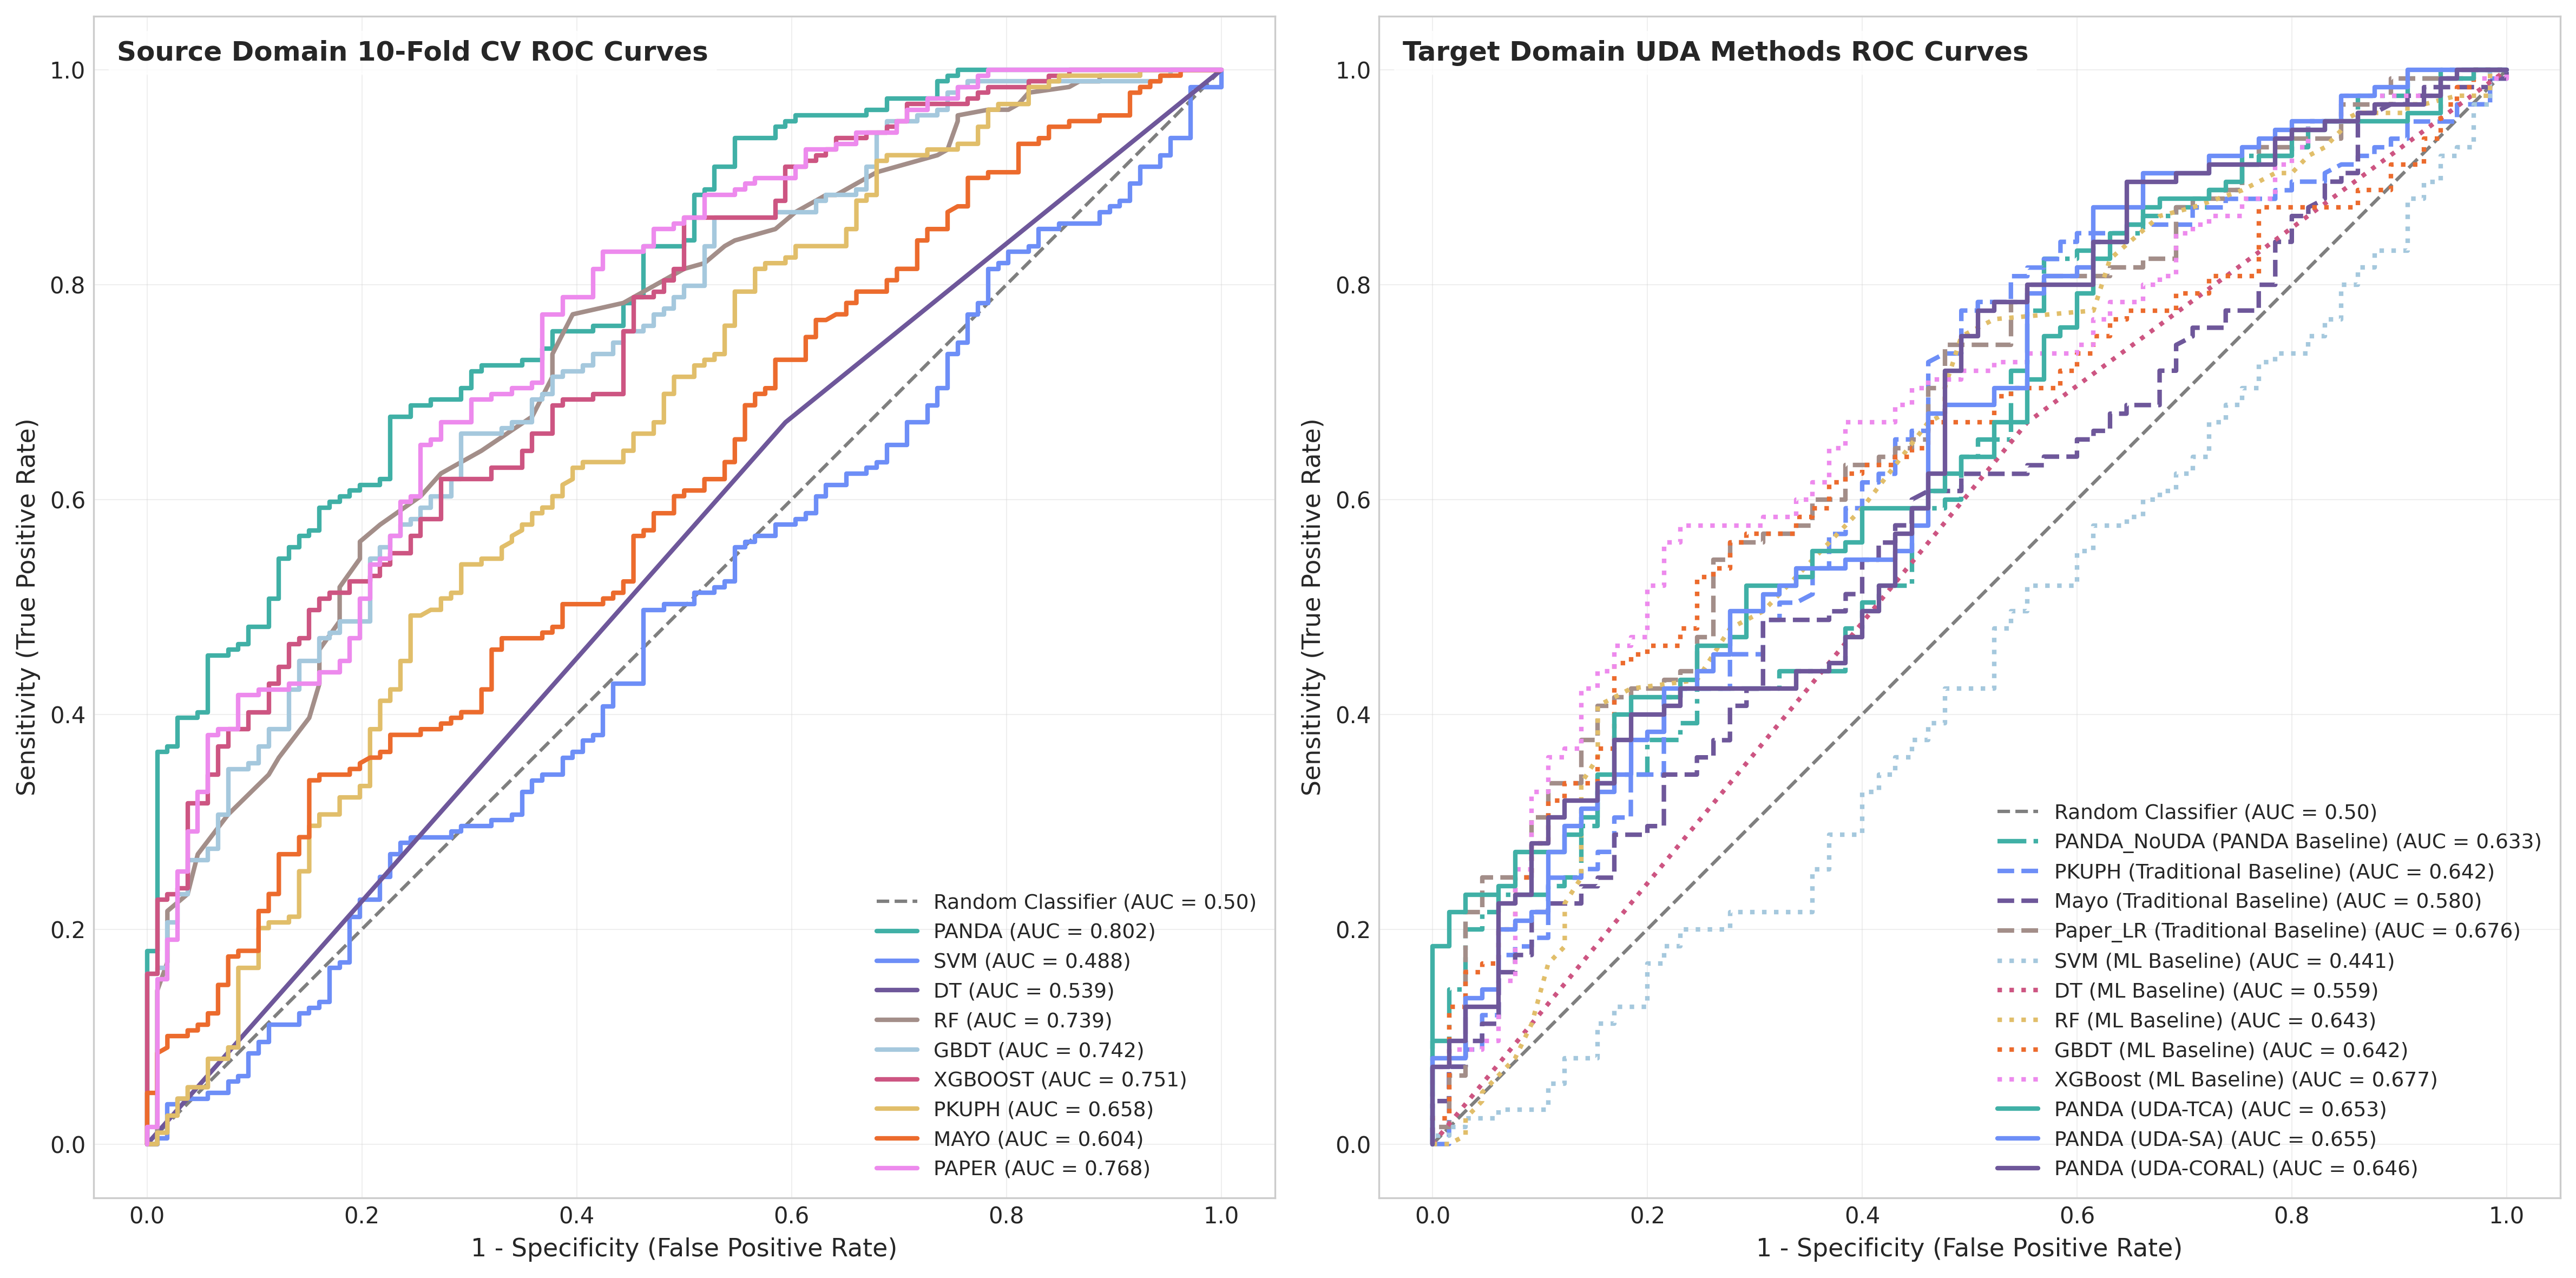 Source Domain 10-Fold CV ROC Curves
1.0
0.8
0.6
0.4
0.2
0.0
Sensitivity (True Positive Rate)
0.0 0.2 0.4 0.6 0.8 1.0
1 - Specificity (False Positive Rate)
Random Classifier (AUC = 0.50)
PANDA (AUC = 0.802)
SVM (AUC = 0.488)
DT (AUC = 0.539)
RF (AUC = 0.739)
GBDT (AUC = 0.742)
XGBOOST (AUC = 0.751)
PKUPH (AUC = 0.658)
MAYO (AUC = 0.604)
PAPER (AUC = 0.768)
Target Domain UDA Methods ROC Curves
1.0
0.8
0.6
0.4
0.2
0.0
Sensitivity (True Positive Rate)
0.0 0.2 0.4 0.6 0.8 1.0
1 - Specificity (False Positive Rate)
Random Classifier (AUC = 0.50)
PANDA_NoUDA (PANDA Baseline) (AUC = 0.633)
PKUPH (Traditional Baseline) (AUC = 0.642)
Mayo (Traditional Baseline) (AUC = 0.580)
Paper_LR (Traditional Baseline) (AUC = 0.676)
SVM (ML Baseline) (AUC = 0.441)
DT (ML Baseline) (AUC = 0.559)
RF (ML Baseline) (AUC = 0.643)
GBDT (ML Baseline) (AUC = 0.642)
XGBoost (ML Baseline) (AUC = 0.677)
PANDA (UDA-TCA) (AUC = 0.653)
PANDA (UDA-SA) (AUC = 0.655)
PANDA (UDA-CORAL) (AUC = 0.646)